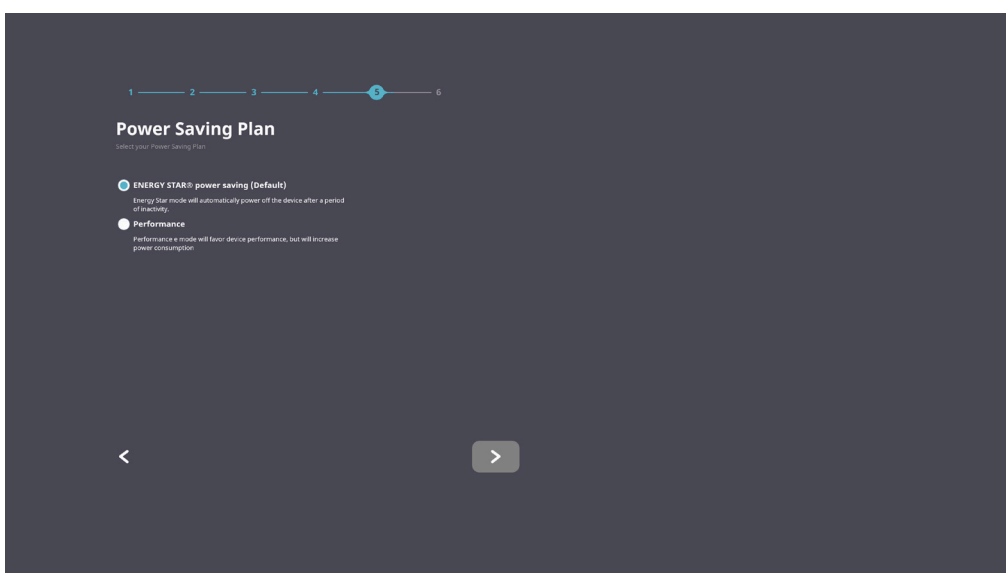 1 2 3 4 5 6
Power Saving Plan
Select your Power Saving Plan
ENERGY STAR® power saving (Default)
Energy Star mode will automatically power off the device after a period
of inactivity.
Performance
Performance e mode will favor device performance, but will increase
power consumption